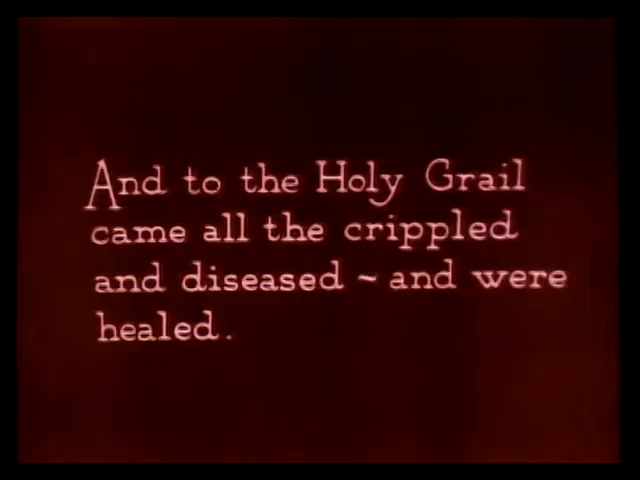 And to the Holy Grail
came all the crippled
and diseased ~ and were
healed.